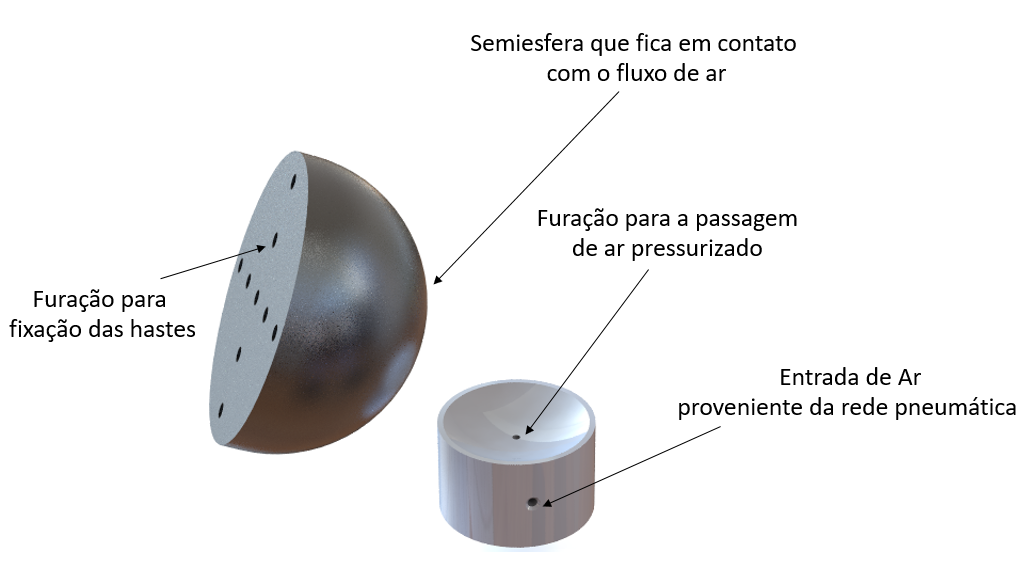 Semiesfera que fica em contato
com o fluxo de ar
Furação para a passagem
de ar pressurizado
Furação para
fixação das hastes
Entrada de Ar
proveniente da rede pneumática